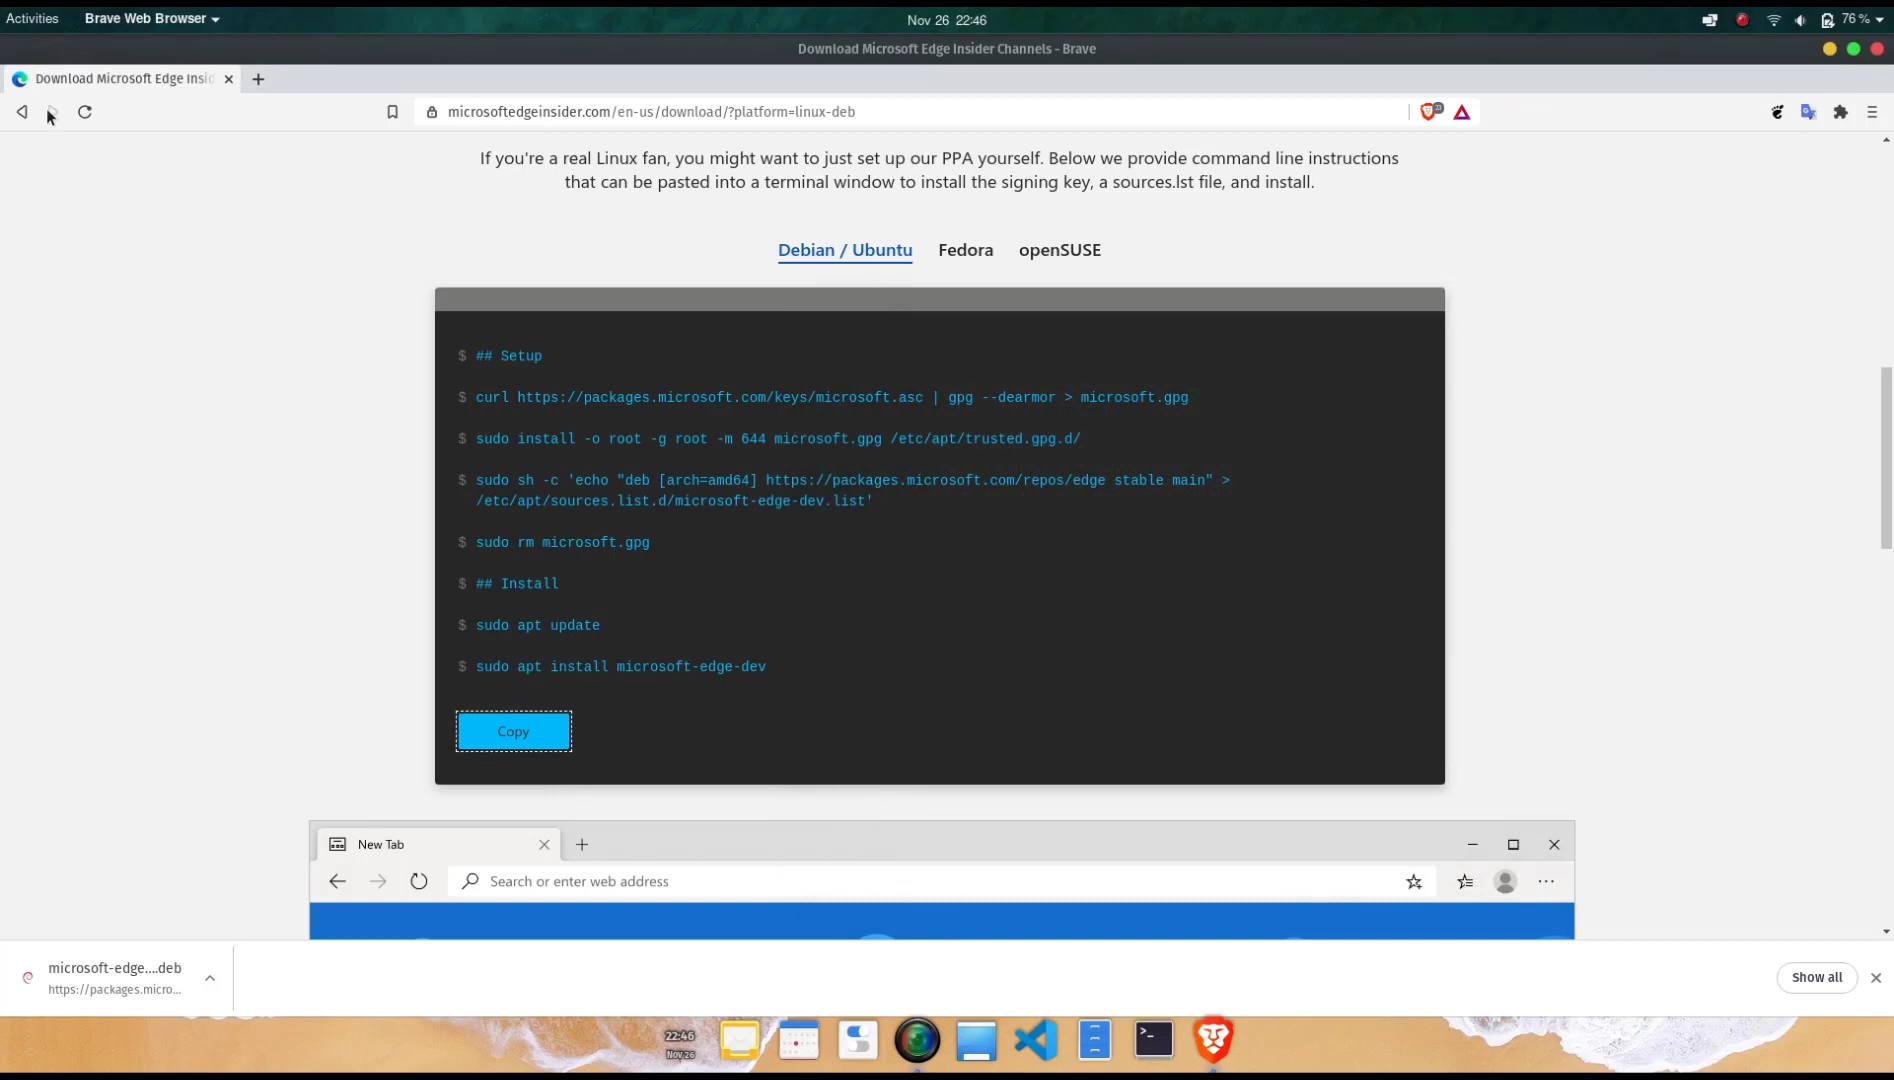 Activities
Brave Web Browser
Nov 26 22:46
76 %
Download Microsoft Edge Insider Channels - Brave
Download Microsoft Edge Insid
microsoftedgeinsider.com/en-us/download/?platform=linux-deb
23
If you're a real Linux fan, you might want to just set up our PPA yourself. Below we provide command line instructions
that can be pasted into a terminal window to install the signing key, a sources.lst file, and install.
Debian / Ubuntu Fedora openSUSE
$ ## Setup
$ curl https://packages.microsoft.com/keys/microsoft.asc | gpg --dearmor > microsoft.gpg
$ sudo install -o root -g root -m 644 microsoft.gpg /etc/apt/trusted.gpg.d/
$ sudo sh -c 'echo "deb [arch=amd64] https://packages.microsoft.com/repos/edge stable main" >
/etc/apt/sources.list.d/microsoft-edge-dev.list'
$ sudo rm microsoft.gpg
$ ## Install
$ sudo apt update
$ sudo apt install microsoft-edge-dev
Copy
New Tab
Search or enter web address
microsoft-edge....deb
https://packages.micro...
Show all
22:46
Nov 26
>_